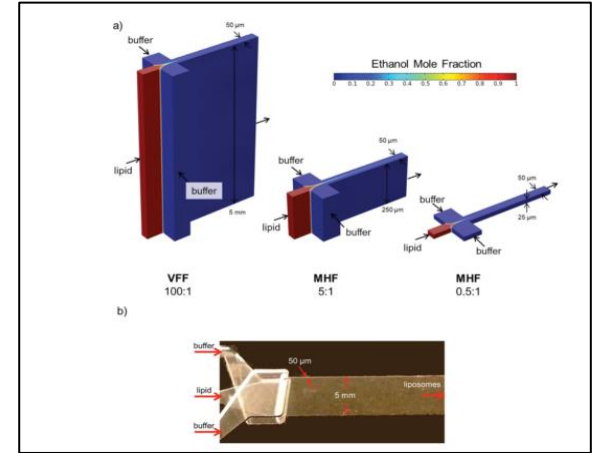 a)
50 µm
buffer
Ethanol Mole Fraction
0 0.1 0.2 0.3 0.4 0.5 0.6 0.7 0.8 0.9 1
lipid
buffer
5 mm
buffer
50 µm
250 µm
lipid
buffer
buffer
50 µm
25 µm
lipid
buffer
VFF
100:1
MHF
5:1
MHF
0.5:1
b)
buffer
50 µm
lipid
liposomes
5 mm
buffer